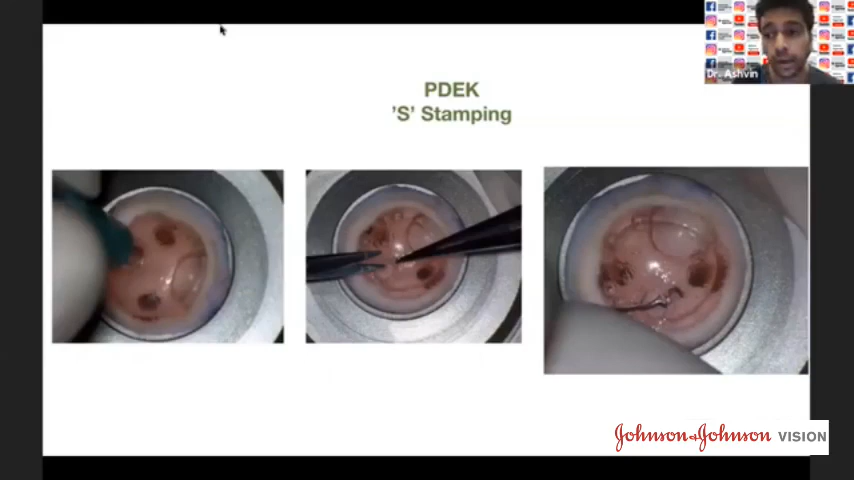 PDEK
’S’ Stamping
Dr. Ashvin
Johnson & Johnson VISION